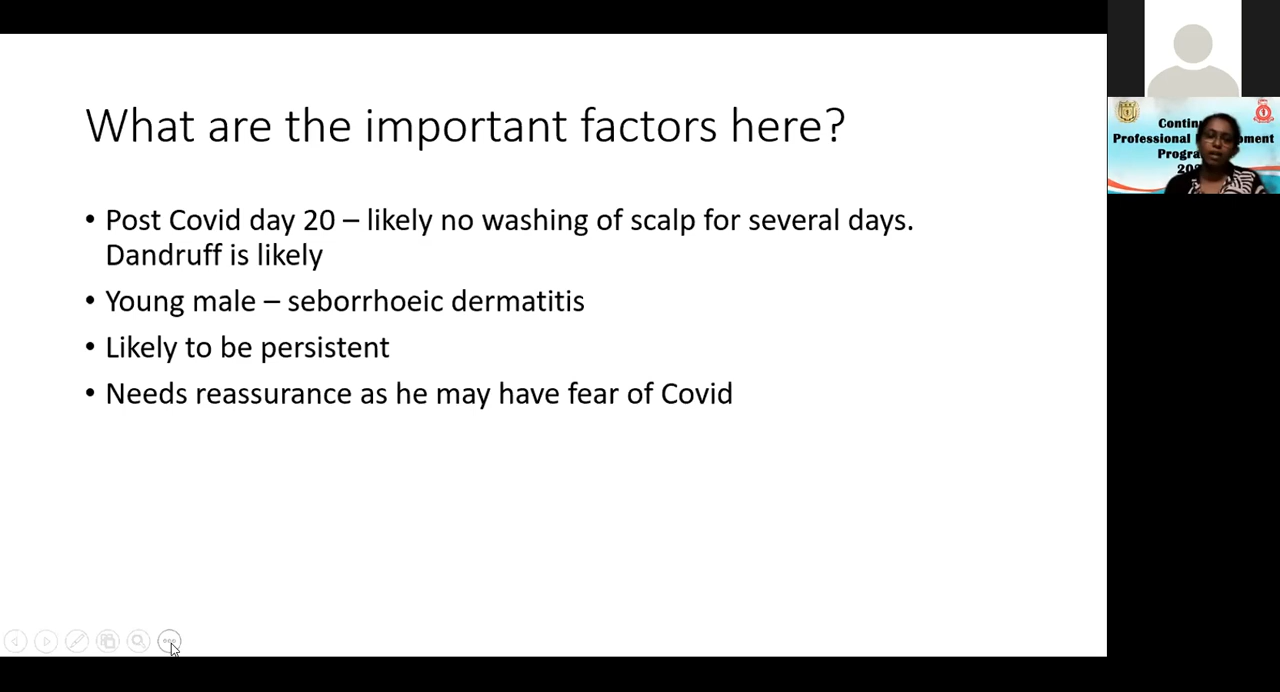 What are the important factors here?
• Post Covid day 20 – likely no washing of scalp for several days.
Dandruff is likely
• Young male – seborrhoeic dermatitis
• Likely to be persistent
• Needs reassurance as he may have fear of Covid
Professional